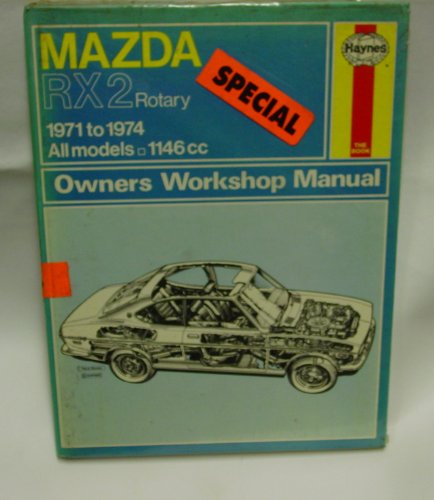 MAZDA
RX2 Rotary
SPECIAL
Haynes
1971 to 1974
All models □ 1146 cc
THE
BOOK
Owners Workshop Manual